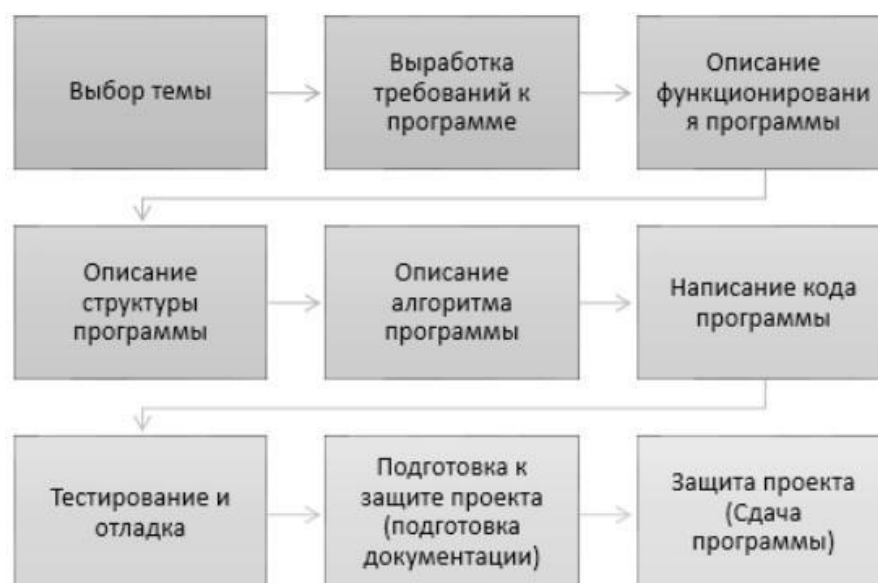 Выбор темы
Выработка
требований к
программе
Описание
функционировани
я программы
Описание
структуры
программы
Описание
алгоритма
программы
Написание кода
программы
Тестирование и
отладка
Подготовка к
защите проекта
(подготовка
документации)
Защита проекта
(Сдача
программы)